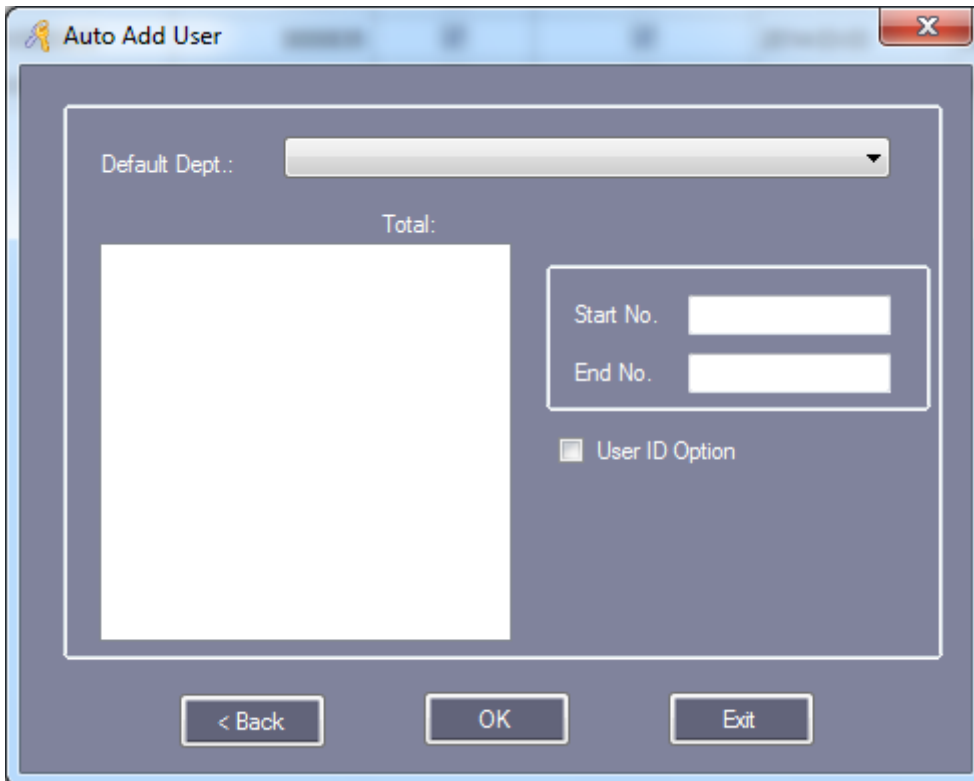 Auto Add User
Default Dept.:
Total:
Start No.
End No.
User ID Option
< Back
OK
Exit